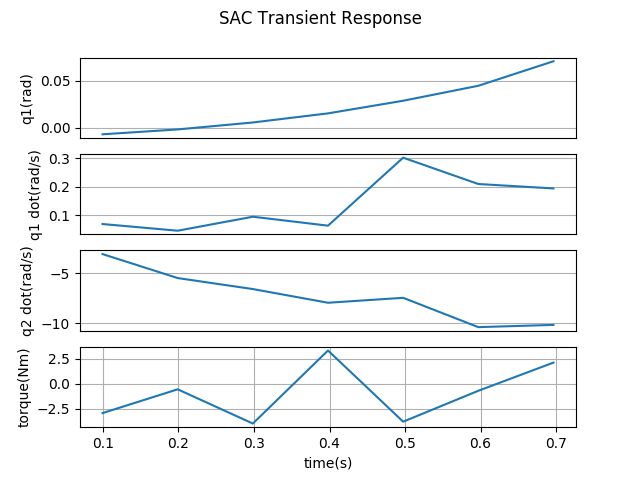 SAC Transient Response
q1(rad)
0.05
0.00
q1 dot(rad/s)
0.3
0.2
0.1
q2 dot(rad/s)
−5
−10
torque(Nm)
2.5
0.0
−2.5
0.1 0.2 0.3 0.4 0.5 0.6 0.7
time(s)